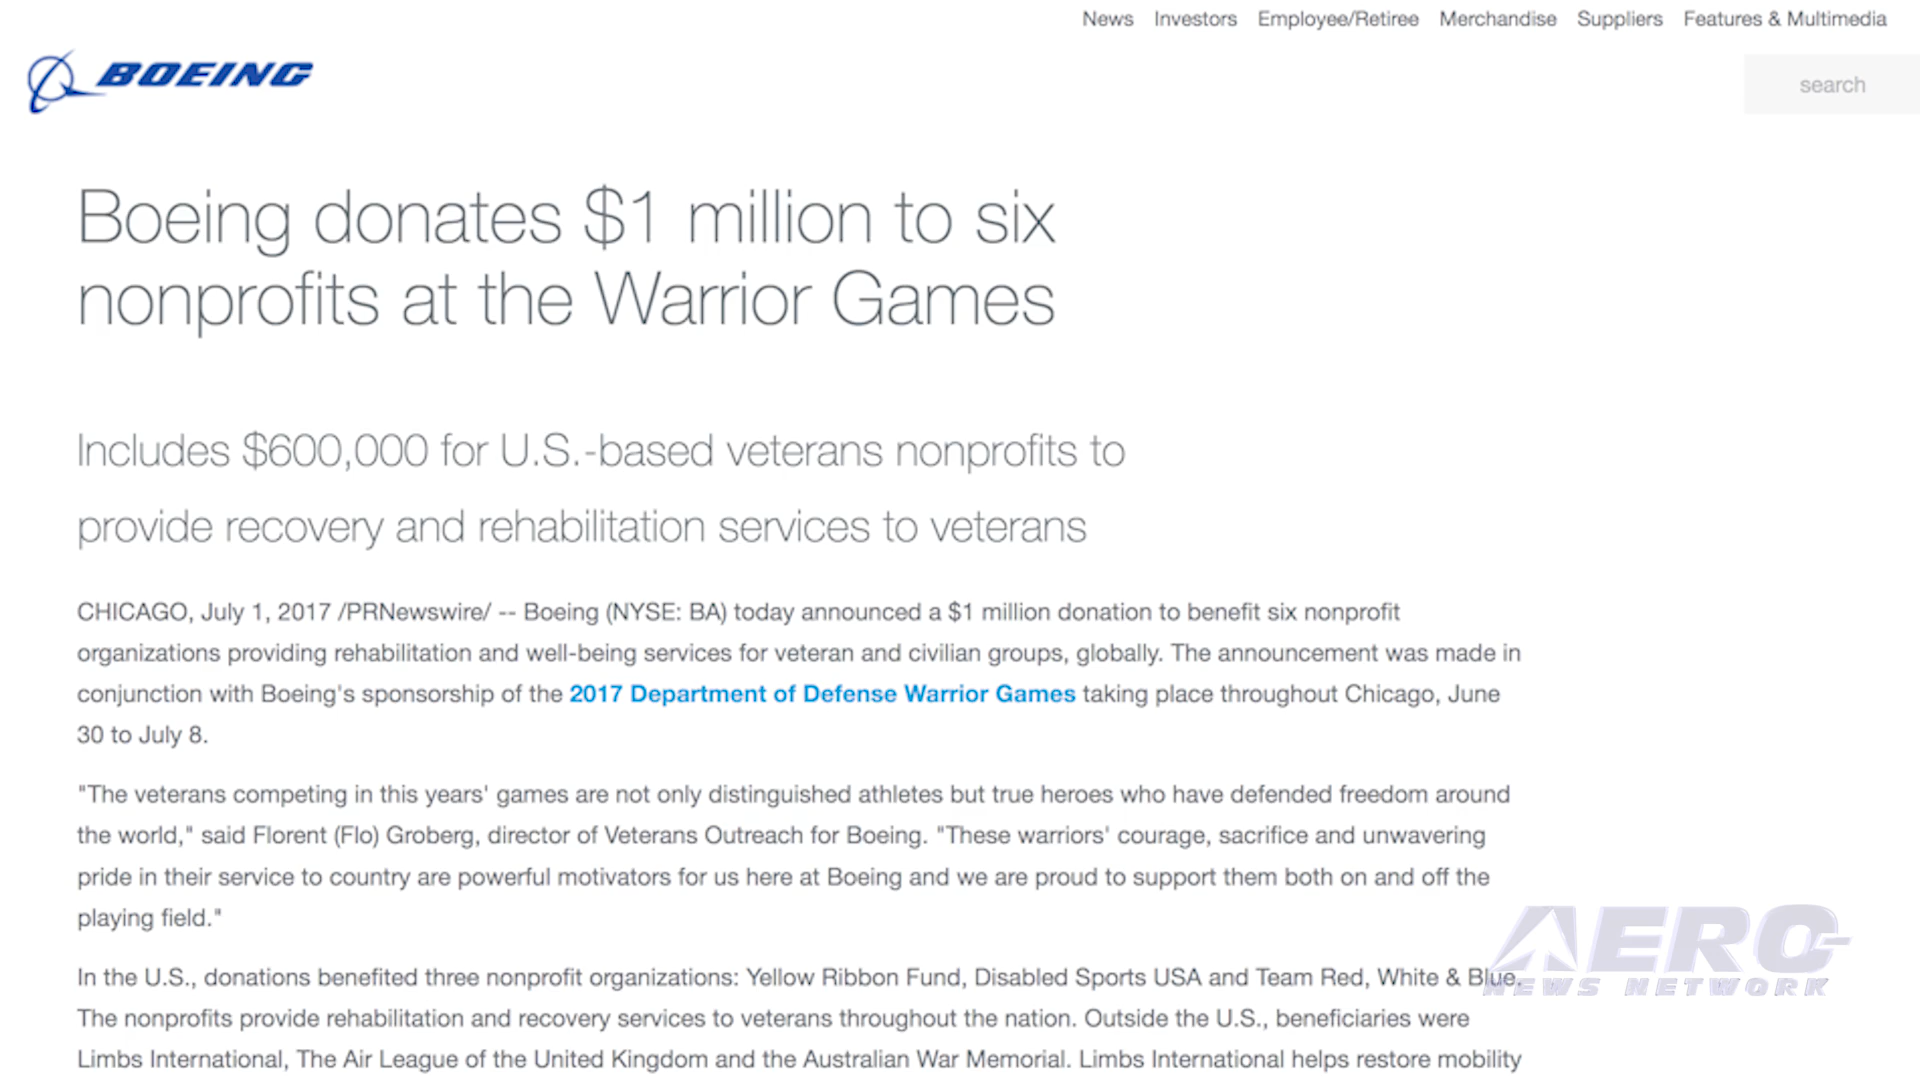 News Investors Employee/Retiree Merchandise Suppliers Features & Multimedia
BOEING
search
Boeing donates $1 million to six
nonprofits at the Warrior Games
Includes $600,000 for U.S.-based veterans nonprofits to
provide recovery and rehabilitation services to veterans
CHICAGO, July 1, 2017 /PRNewswire/ -- Boeing (NYSE: BA) today announced a $1 million donation to benefit six nonprofit
organizations providing rehabilitation and well-being services for veteran and civilian groups, globally. The announcement was made in
conjunction with Boeing's sponsorship of the 2017 Department of Defense Warrior Games taking place throughout Chicago, June
30 to July 8.
"The veterans competing in this years' games are not only distinguished athletes but true heroes who have defended freedom around
the world," said Florent (Flo) Groberg, director of Veterans Outreach for Boeing. "These warriors' courage, sacrifice and unwavering
pride in their service to country are powerful motivators for us here at Boeing and we are proud to support them both on and off the
playing field."
In the U.S., donations benefited three nonprofit organizations: Yellow Ribbon Fund, Disabled Sports USA and Team Red, White & Blue.
The nonprofits provide rehabilitation and recovery services to veterans throughout the nation. Outside the U.S., beneficiaries were
Limbs International, The Air League of the United Kingdom and the Australian War Memorial. Limbs International helps restore mobility
AERO-
NEWS NETWORK